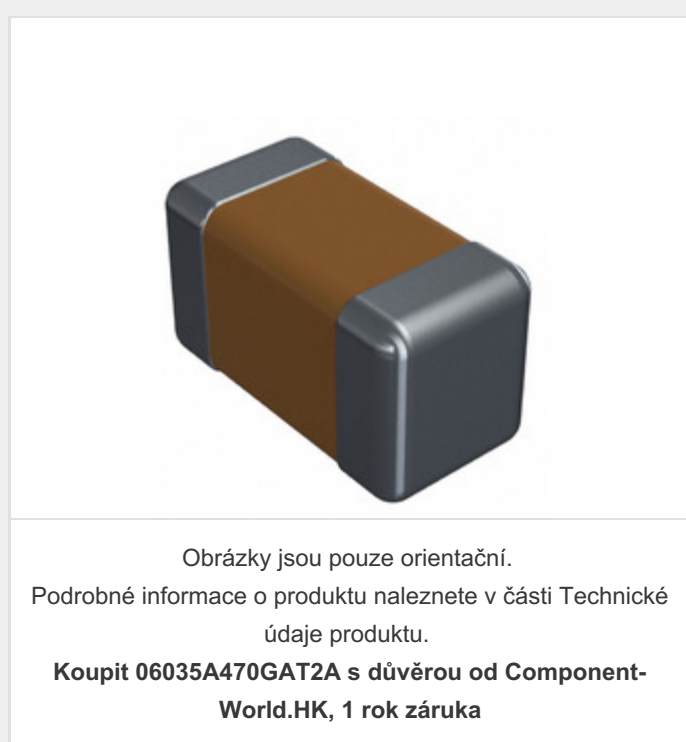 Obrázky jsou pouze orientační.
Podrobné informace o produktu naleznete v části Technické
údaje produktu.
Koupit 06035A470GAT2A s důvěrou od Component-
World.HK, 1 rok záruka